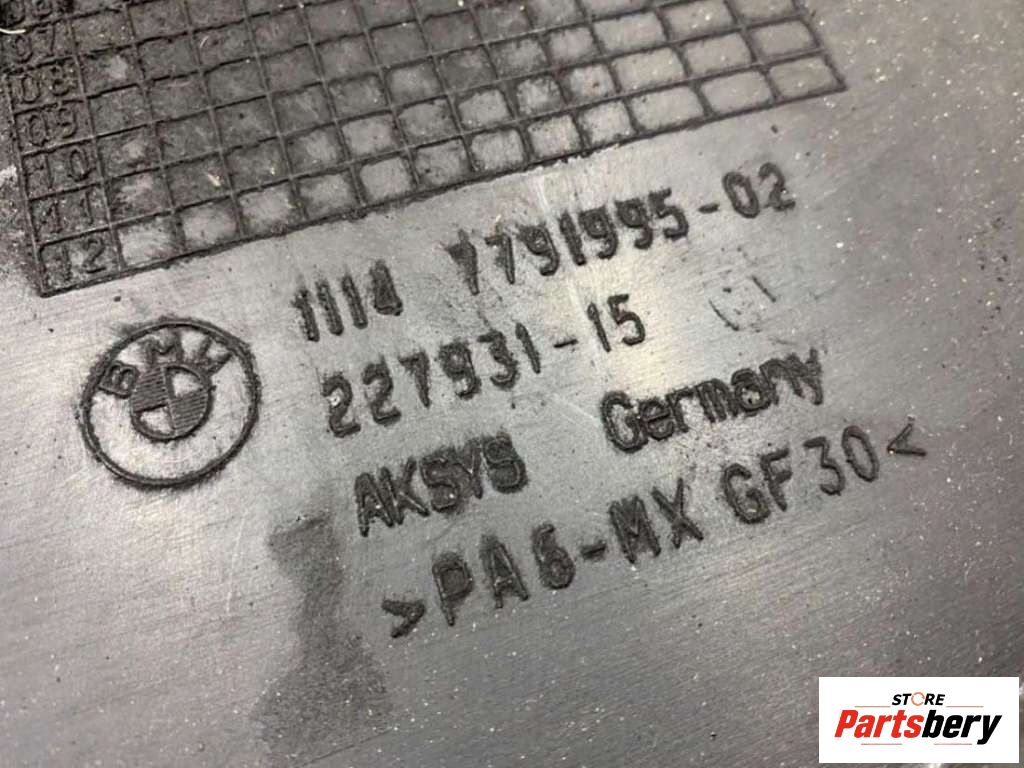 07
08
09
10
11
12
1114 7791995-02
BMW
227931-15
AKSYS Germany
>PA6-MX GF30<
STORE
Partsbery